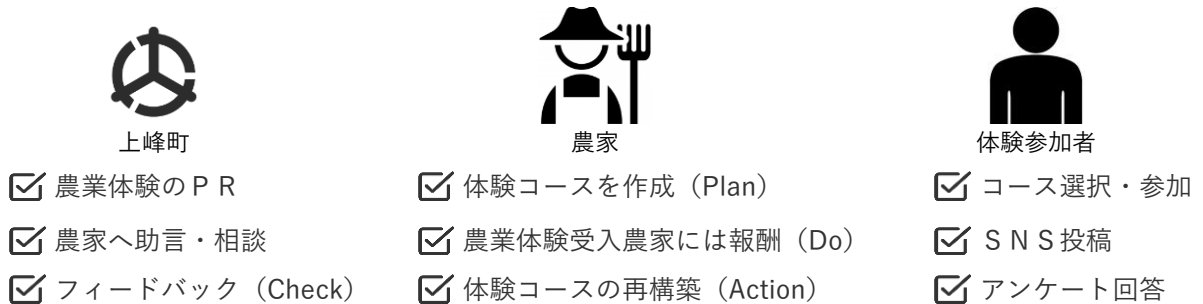 上峰町
農業体験のＰＲ
農家へ助言・相談
フィードバック（Check）
農家
体験コースを作成（Plan）
農業体験受入農家には報酬（Do）
体験コースの再構築（Action）
体験参加者
コース選択・参加
ＳＮＳ投稿
アンケート回答